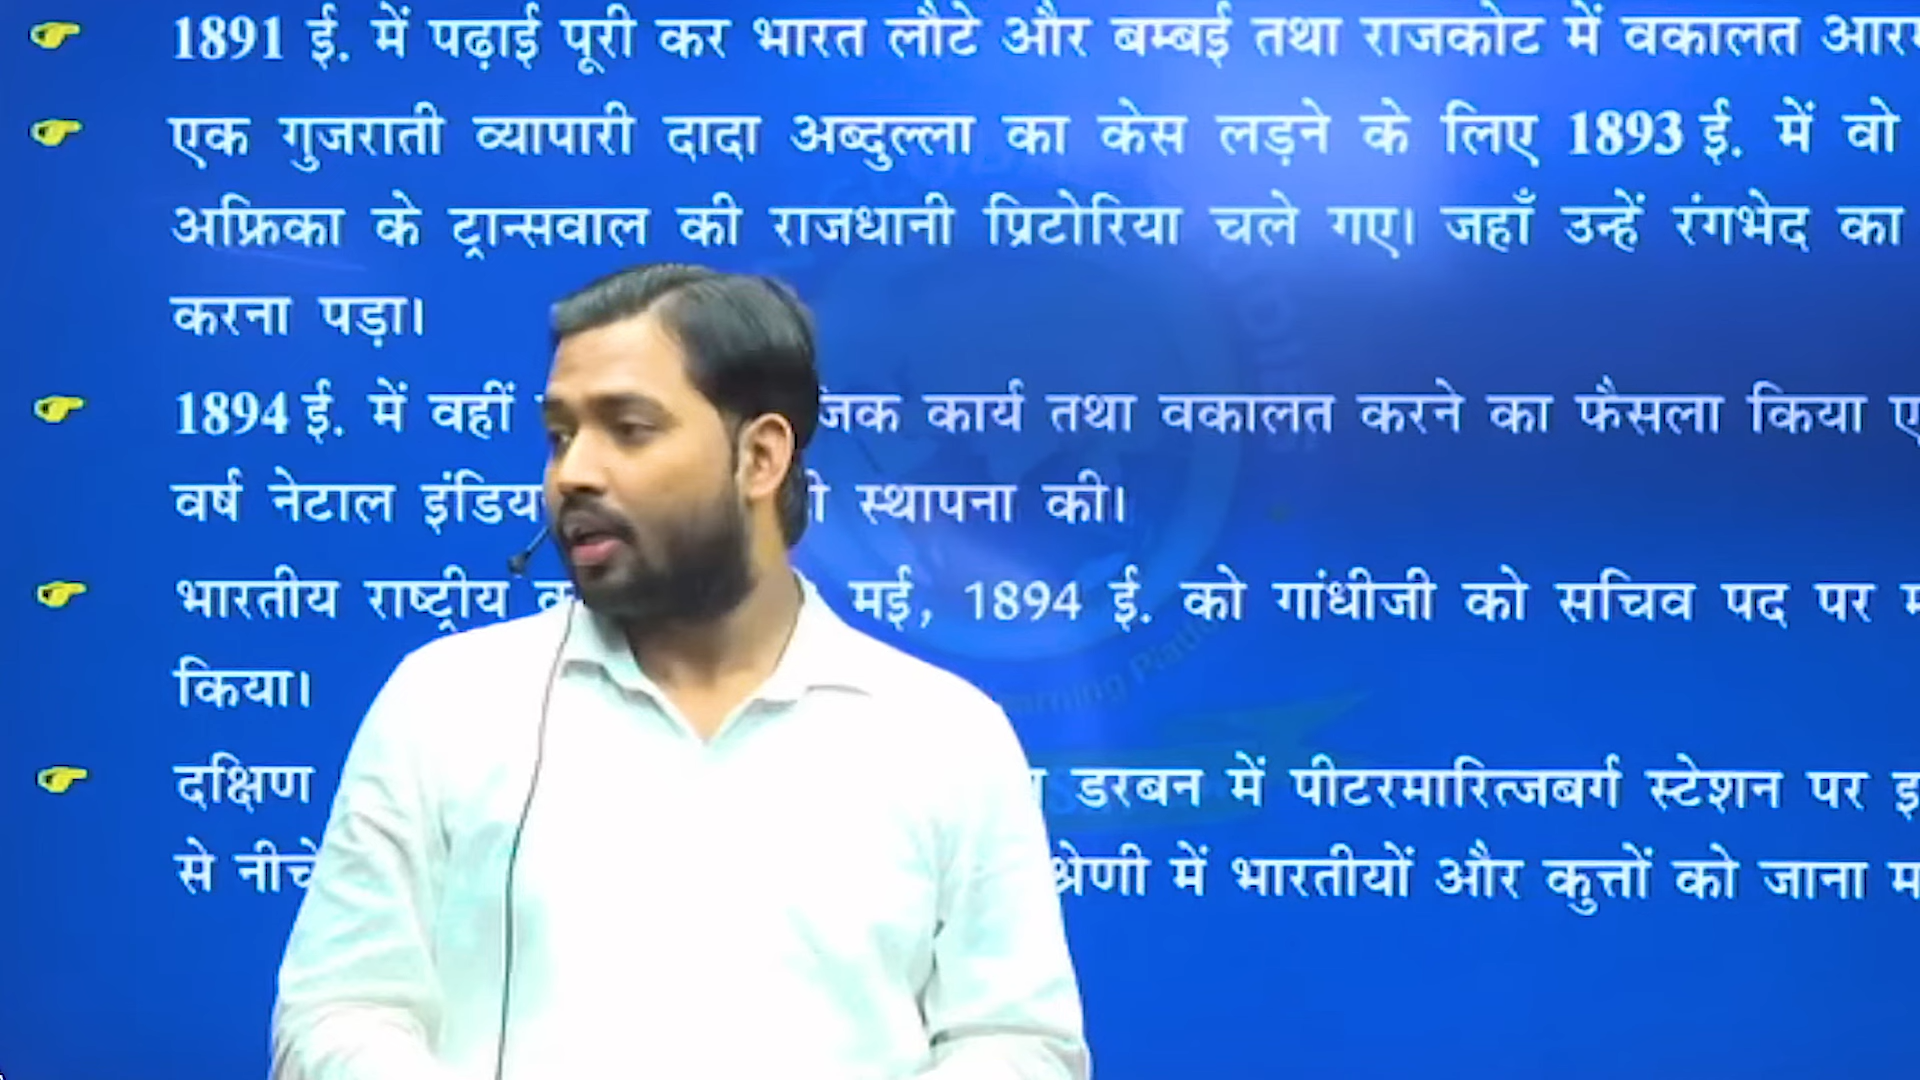 1891 ई. में पढ़ाई पूरी कर भारत लौटे और बम्बई तथा राजकोट में वकालत
एक गुजराती व्यापारी दादा अब्दुल्ला का केस लड़ने के लिए 1893 ई. में वो
अफ्रिका के ट्रान्सवाल की राजधानी प्रिटोरिया चले गए। जहाँ उन्हें रंगभेद का
करना पड़ा।
1894 ई. में वहीं कार्य तथा वकालत करने का फैसला किया
वर्ष नेटाल स्थापना की।
भारतीय राष्ट्रीय मई, 1894 ई. को गांधीजी को सचिव पद पर
किया।
दक्षिण डरबन में पीटरमारित्जबर्ग स्टेशन पर
से श्रेणी में भारतीयों और कुत्तों को जाना